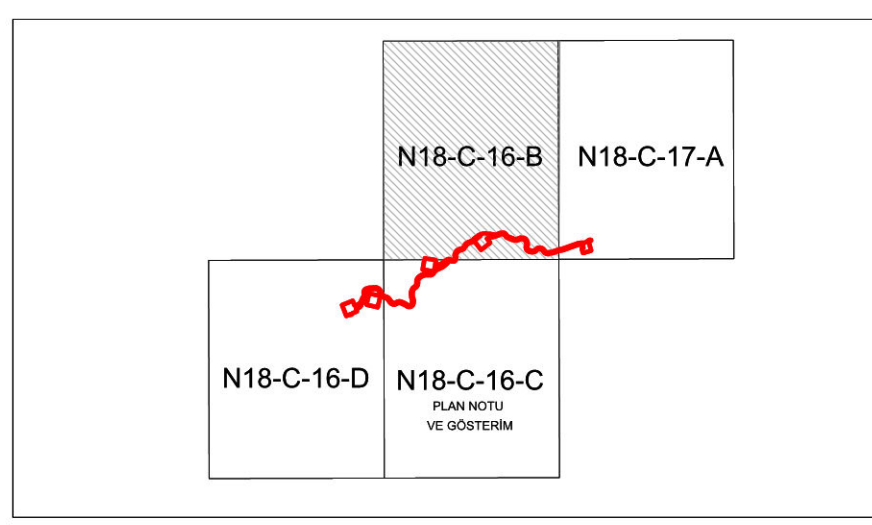 N18-C-16-B
N18-C-17-A
N18-C-16-D
N18-C-16-C
PLAN NOTU
VE GÖSTERİM